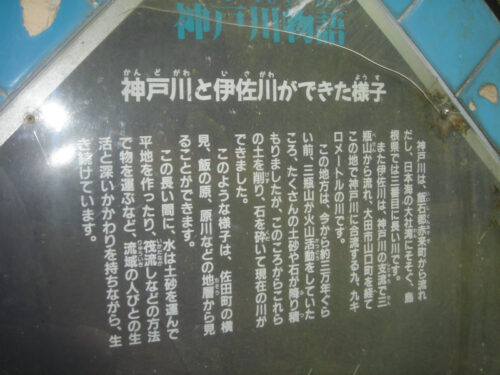 神戸川物語
神戸川と伊佐川ができた様子
神戸川は、飯石郡赤来町から流れ
だし、日本海の大社湾にそそぐ、島
根県では三番目に長い川です。
また伊佐川は、神戸川の支流で三
瓶山から流れ、大田市山口町を経て
この地で神戸川に合流する九、九キ
ロメートルの川です。
この地方は、今から約三万年ぐら
い前、三瓶山が火山活動をしていた
ころ、たくさんの土砂や石が降り積
もりましたが、このころからこれら
の土を削り、石を砕いて現在の川が
できました。
このような様子は、佐田町の横
見、飯の原、原川などの地層から見
ることができます。
この長い間に、水は土砂を運んで
平地を作ったり、筏流しなどの方法
で物を運ぶなど、流域の人びとの生
活と深いかかわりを持ちながら、生
き続けています。